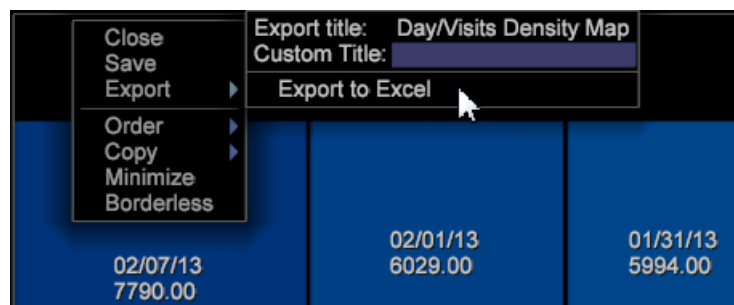 Close
Save
Export
Order
Copy
Minimize
Borderless
Export title: Day/Visits Density Map
Custom Title:
Export to Excel
02/07/13
7790.00
02/01/13
6029.00
01/31/13
5994.00